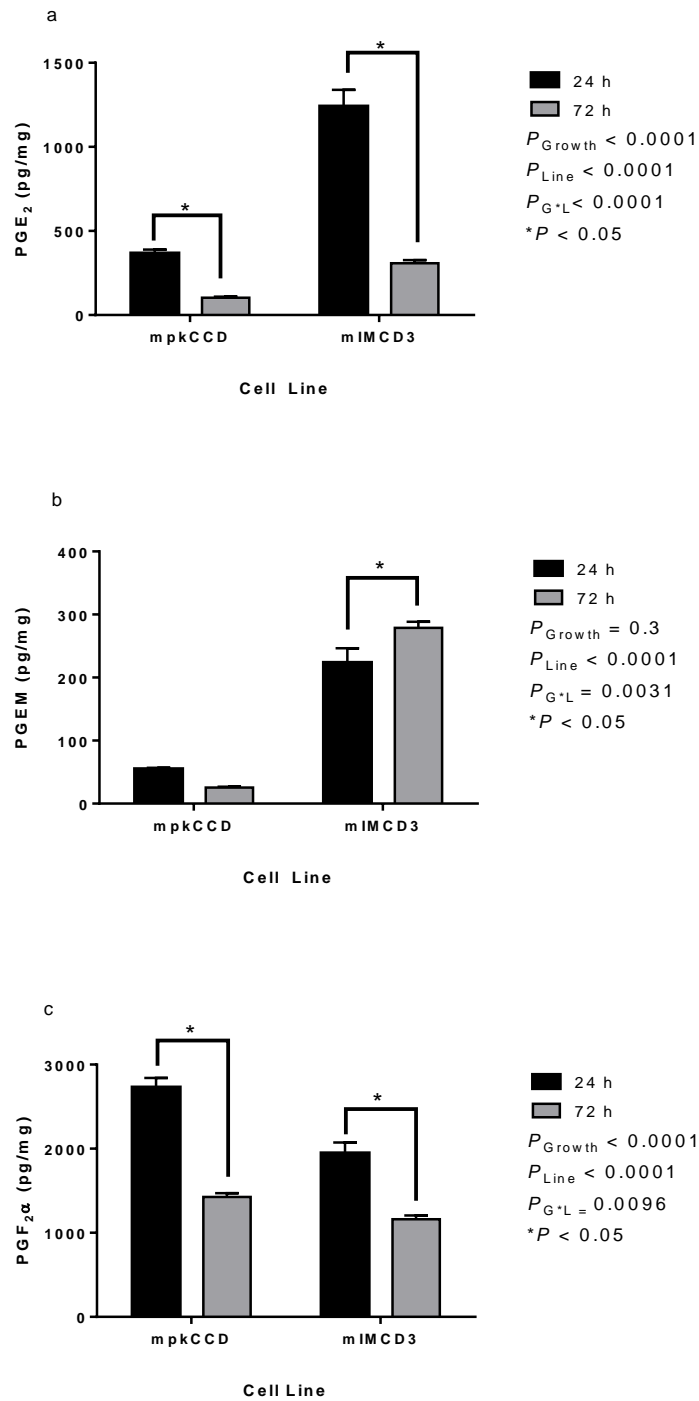 a
*
*
1500
1000
500
0
PGE2 (pg/mg)
mpkCCD
mIMCD3
Cell Line
24 h
72 h
PGrowth < 0.0001
PLine < 0.0001
PG*L < 0.0001
*P < 0.05
b
*
400
300
200
100
0
PGEM (pg/mg)
mpkCCD
mIMCD3
Cell Line
24 h
72 h
PGrowth = 0.3
PLine < 0.0001
PG*L = 0.0031
*P < 0.05
c
*
*
3000
2000
1000
0
PGF2α (pg/mg)
mpkCCD
mIMCD3
Cell Line
24 h
72 h
PGrowth < 0.0001
PLine < 0.0001
PG*L = 0.0096
*P < 0.05